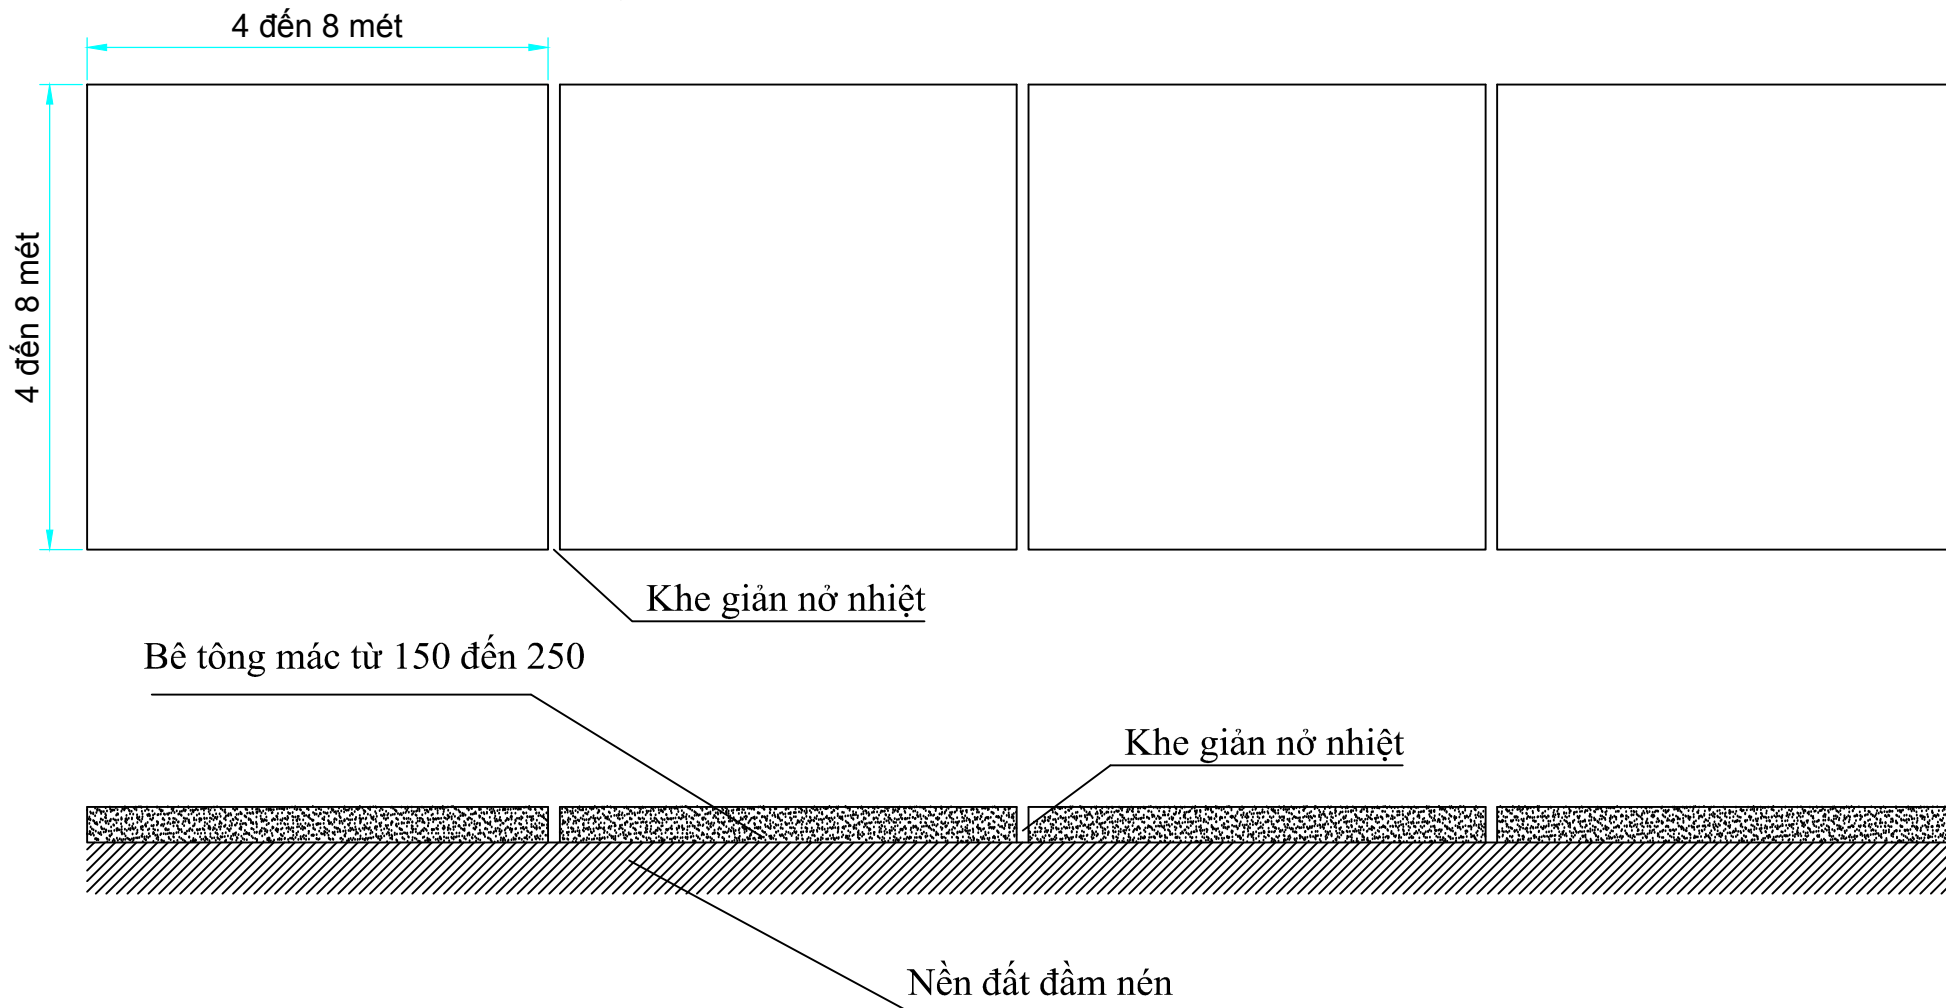 4 đến 8 mét
4 đến 8 mét
Khe giản nở nhiệt
Bê tông mác từ 150 đến 250
Khe giản nở nhiệt
Nền đất đầm nén